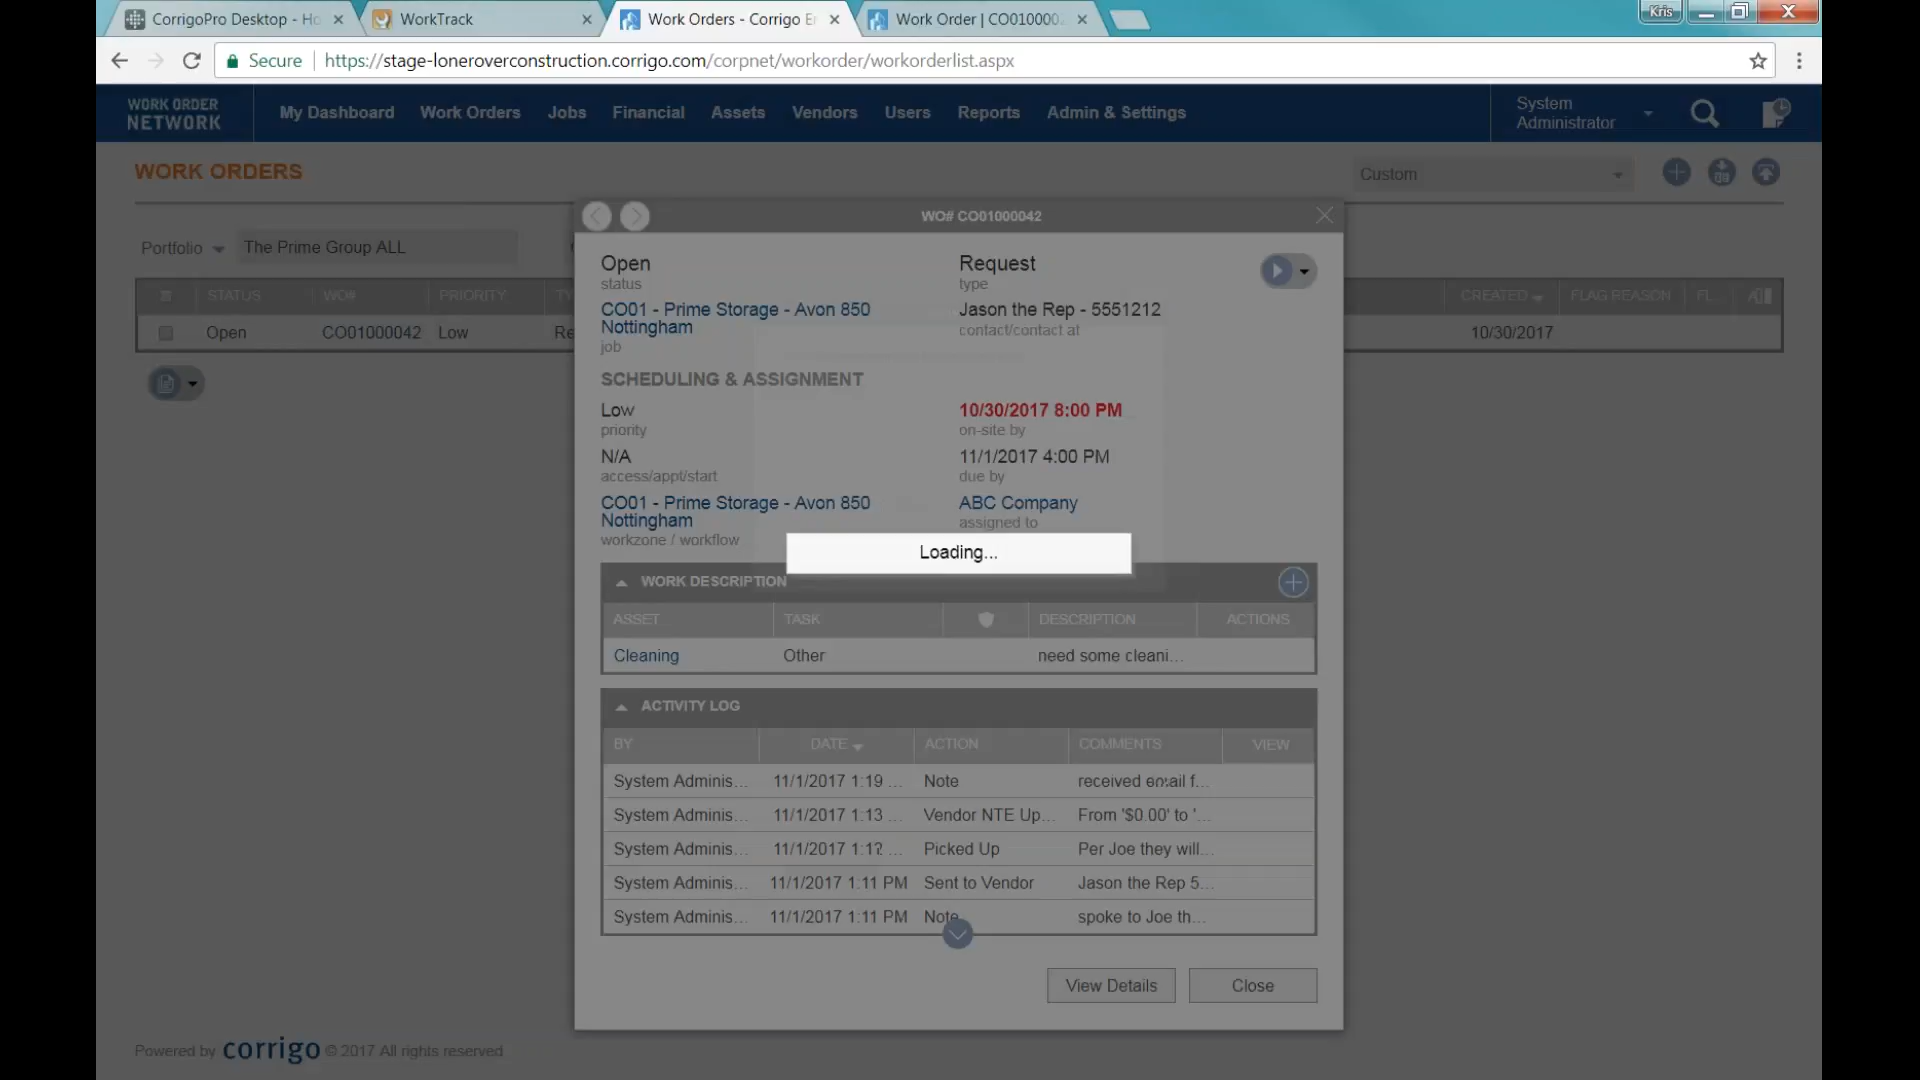 CorrigoPro Desktop - Ho
WorkTrack
Work Orders - Corrigo E
Work Order | CO010000
Kris
Secure
https://stage-loneroverconstruction.corrigo.com/corpnet/workorder/workorderlist.aspx
WORK ORDER NETWORK
My Dashboard
Work Orders
Jobs
Financial
Assets
Vendors
Users
Reports
Admin & Settings
System Administrator
WORK ORDERS
Custom
Portfolio
The Prime Group ALL
STATUS
WO#
PRIORITY
CREATED
FLAG REASON
FL...
Open
CO01000042
Low
Re
10/30/2017
WO# CO01000042
Open
status
Request
type
CO01 - Prime Storage - Avon 850
Nottingham
job
Jason the Rep - 5551212
contact/contact at
SCHEDULING & ASSIGNMENT
Low
priority
10/30/2017 8:00 PM
on-site by
N/A
access/appt/start
11/1/2017 4:00 PM
due by
CO01 - Prime Storage - Avon 850
Nottingham
workzone / workflow
ABC Company
assigned to
Loading...
WORK DESCRIPTION
ASSET TASK DESCRIPTION ACTIONS
Cleaning Other need some cleani...
ACTIVITY LOG
BY DATE ACTION COMMENTS VIEW
System Adminis... 11/1/2017 1:19 ... Note received email f...
System Adminis... 11/1/2017 1:13 ... Vendor NTE Up... From '$0.00' to '...
System Adminis... 11/1/2017 1:12 ... Picked Up Per Joe they will...
System Adminis... 11/1/2017 1:11 PM Sent to Vendor Jason the Rep 5...
System Adminis... 11/1/2017 1:11 PM Note spoke to Joe th...
View Details
Close
Powered by corrigo © 2017 All rights reserved